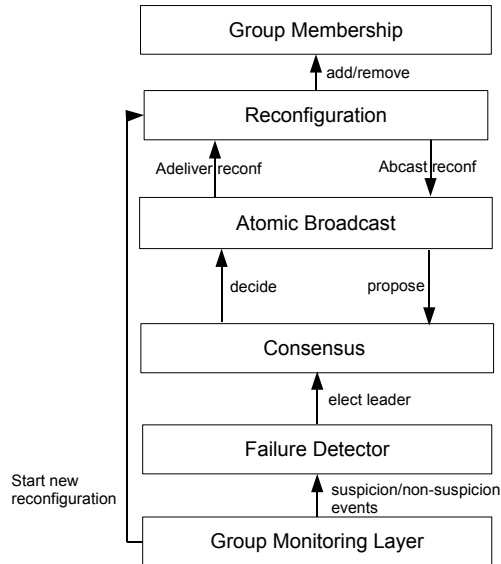 Group Membership
add/remove
Reconfiguration
Adeliver reconf
Abcast reconf
Atomic Broadcast
decide
propose
Consensus
elect leader
Failure Detector
Start new
reconfiguration
suspicion/non-suspicion
events
Group Monitoring Layer